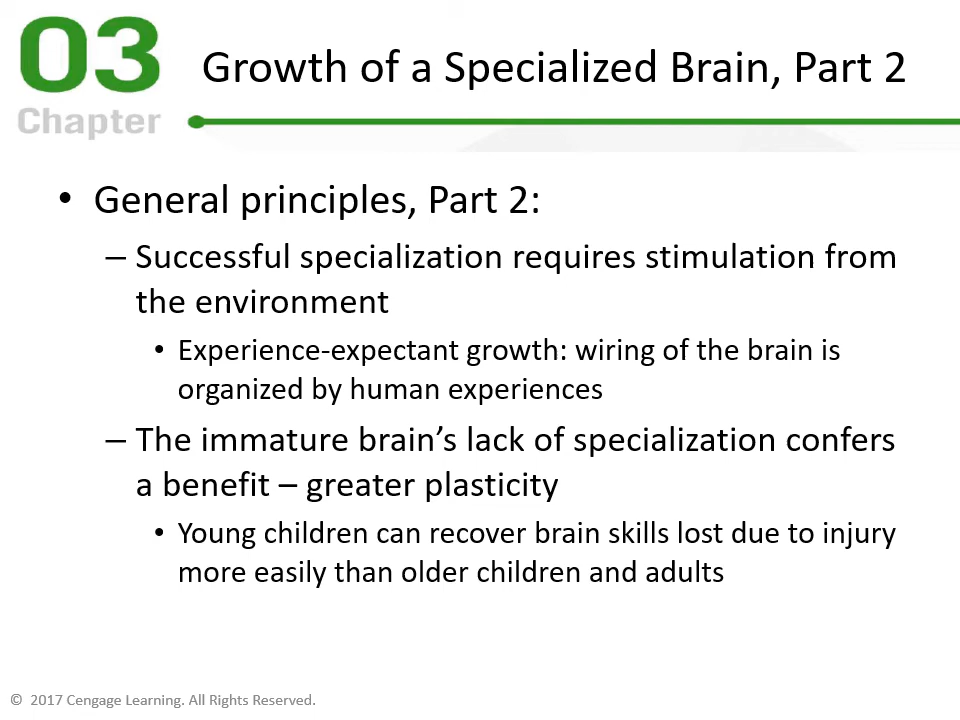 03
Chapter
Growth of a Specialized Brain, Part 2
• General principles, Part 2:
– Successful specialization requires stimulation from
the environment
• Experience-expectant growth: wiring of the brain is
organized by human experiences
– The immature brain’s lack of specialization confers
a benefit – greater plasticity
• Young children can recover brain skills lost due to injury
more easily than older children and adults
© 2017 Cengage Learning. All Rights Reserved.